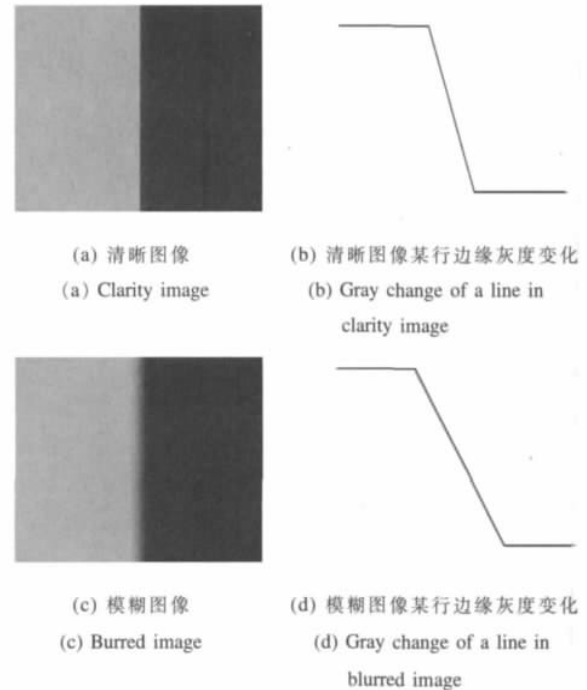 (a) 清晰图像
(b) 清晰图像某行边缘灰度变化
(a) Clarity image
(b) Gray change of a line in
clarity image
(c) 模糊图像
(d) 模糊图像某行边缘灰度变化
(c) Burred image
(d) Gray change of a line in
blurred image